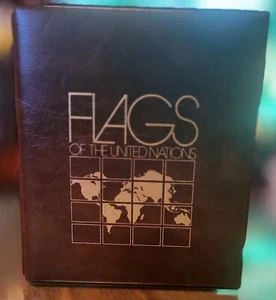 FLAGS
OF THE UNITED NATIONS